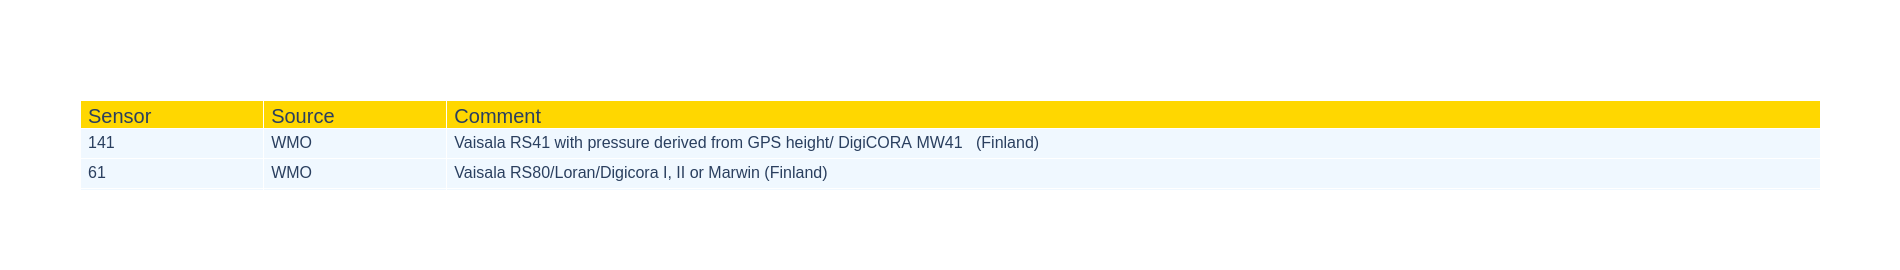 Sensor Source Comment
141 WMO Vaisala RS41 with pressure derived from GPS height/ DigiCORA MW41   (Finland)
61 WMO Vaisala RS80/Loran/Digicora I, II or Marwin (Finland)